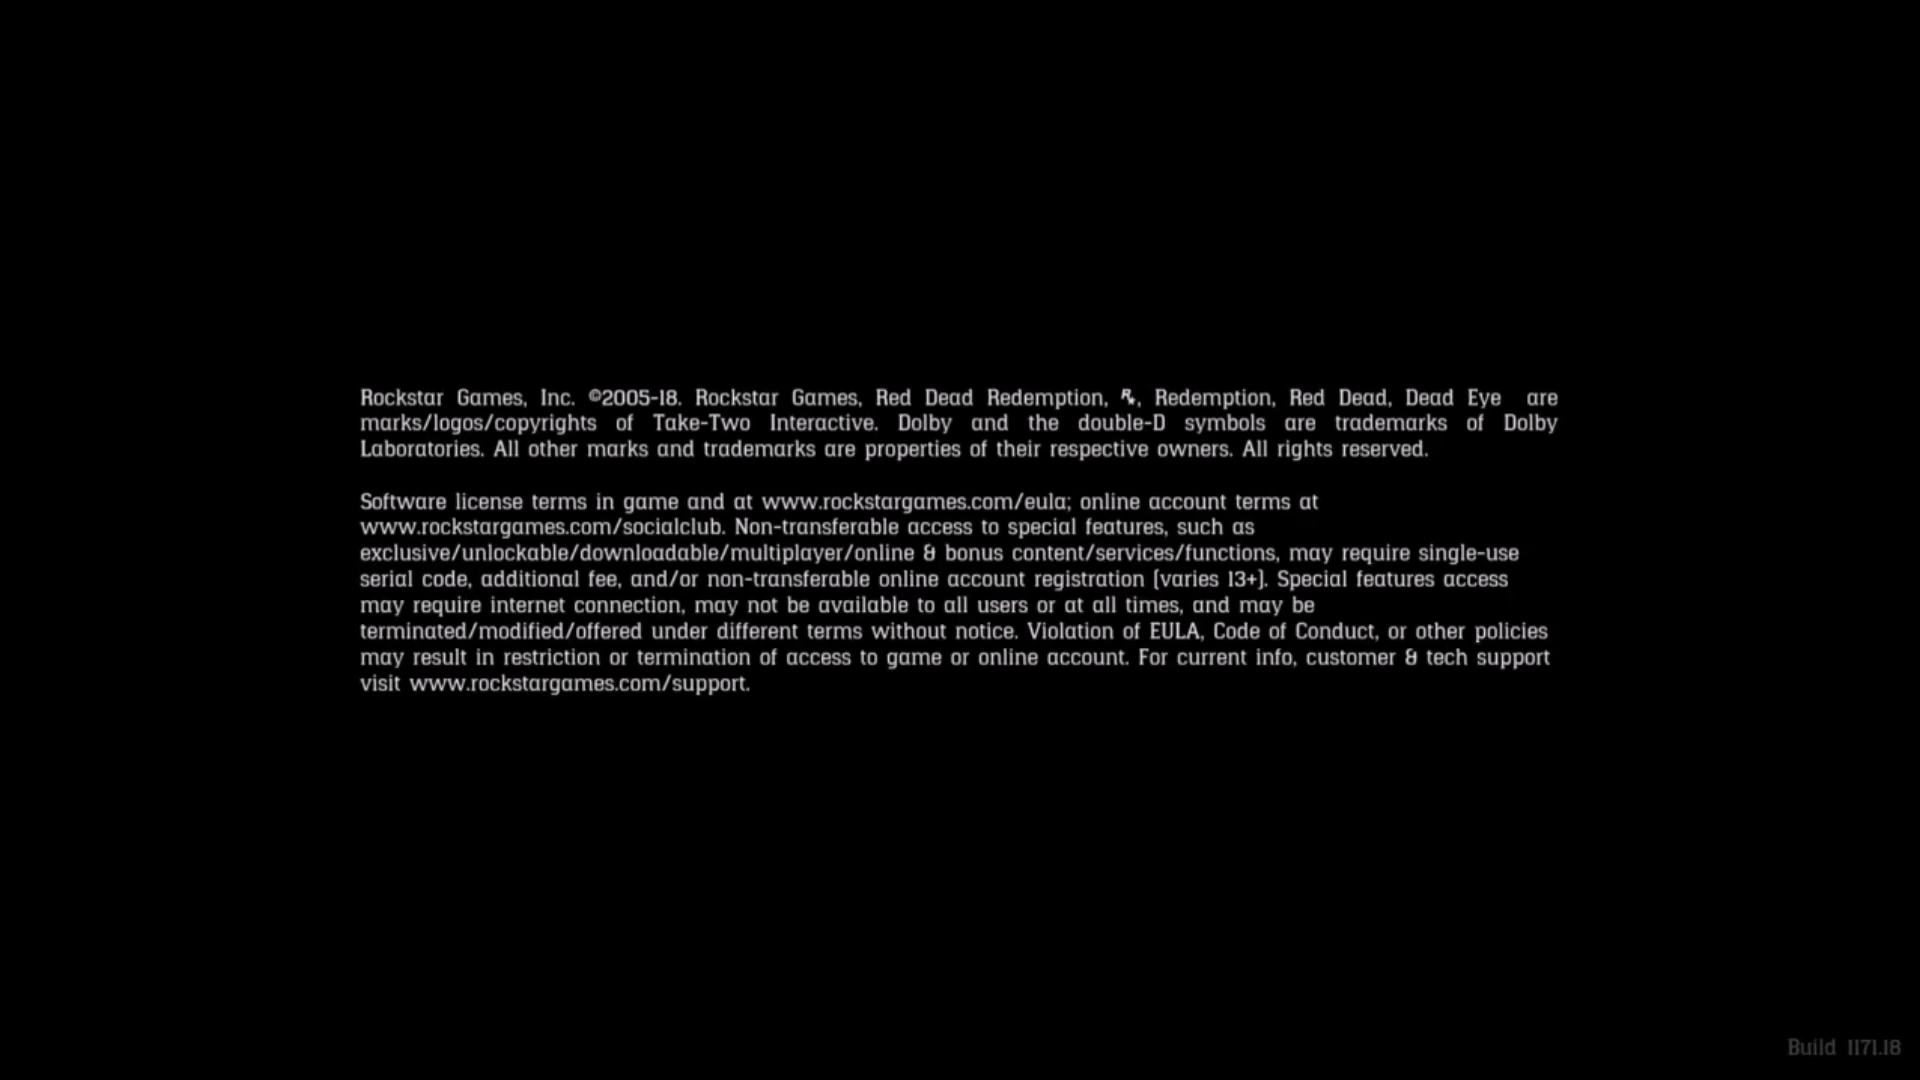 Rockstar Games, Inc. ©2005-18. Rockstar Games, Red Dead Redemption, , Redemption, Red Dead, Dead Eye are
marks/logos/copyrights of Take-Two Interactive. Dolby and the double-D symbols are trademarks of Dolby
Laboratories. All other marks and trademarks are properties of their respective owners. All rights reserved.
Software license terms in game and at www.rockstargames.com/eula; online account terms at
www.rockstargames.com/socialclub. Non-transferable access to special features, such as
exclusive/unlockable/downloadable/multiplayer/online & bonus content/services/functions, may require single-use
serial code, additional fee, and/or non-transferable online account registration (varies 13+). Special features access
may require internet connection, may not be available to all users or at all times, and may be
terminated/modified/offered under different terms without notice. Violation of EULA, Code of Conduct, or other policies
may result in restriction or termination of access to game or online account. For current info, customer & tech support
visit www.rockstargames.com/support.
Build 1171.18